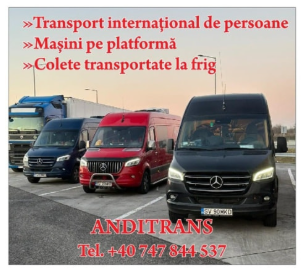 »Transport internațional de persoane
»Mașini pe platformă
»Colete transportate la frig
ANDITRANS
Tel. +40 747 844 537